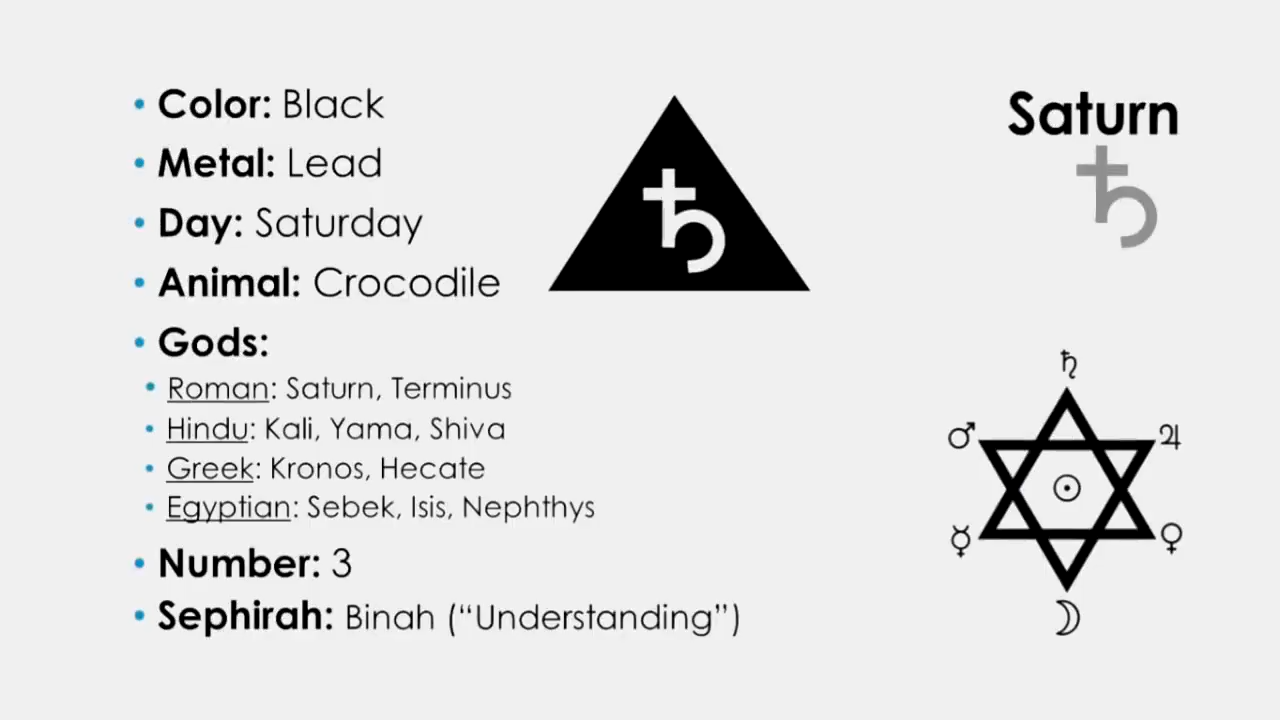 • Color: Black
• Metal: Lead
• Day: Saturday
• Animal: Crocodile
• Gods:
• Roman: Saturn, Terminus
• Hindu: Kali, Yama, Shiva
• Greek: Kronos, Hecate
• Egyptian: Sebek, Isis, Nephthys
• Number: 3
• Sephirah: Binah (“Understanding”)
♄
Saturn
♄
♄
♂ ♃
☉
☿ ♀
☽